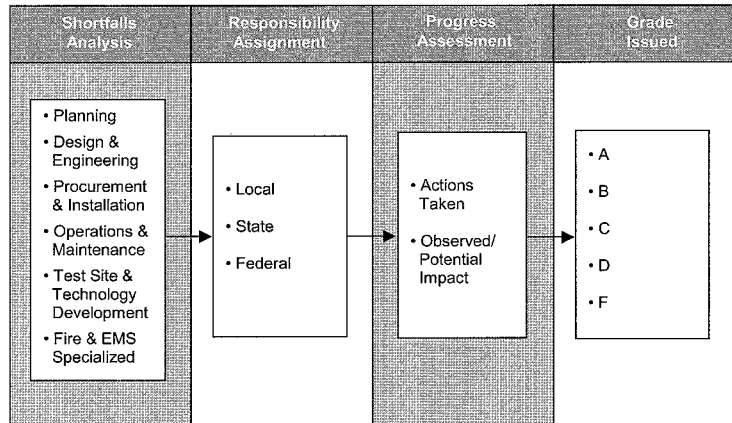 Shortfalls
Analysis
Responsibility
Assignment
Progress
Assessment
Grade
Issued
• Planning
• Design &
Engineering
• Procurement
& Installation
• Operations &
Maintenance
• Test Site &
Technology
Development
• Fire & EMS
Specialized
• Local
• State
• Federal
• Actions
Taken
• Observed/
Potential
Impact
• A
• B
• C
• D
• F